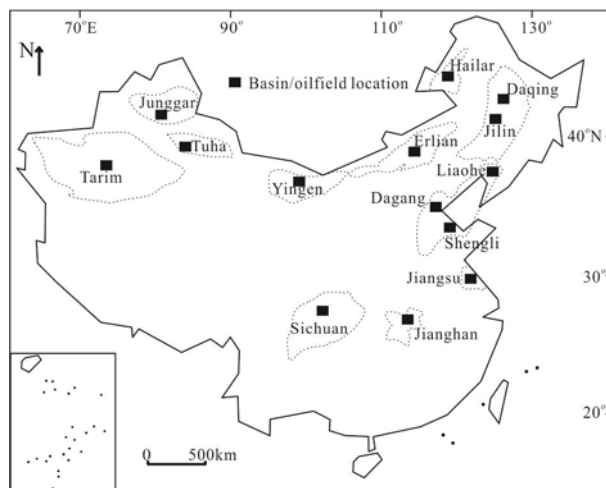 70°E
90°
110°
130°
N
Hailar
Basin/oilfield location
Daqing
Junggar
Jilin
40°N
Tuha
Erlian
Liaohe
Tarim
Yingen
Dagang
Shengli
Jiangsu
30°
Sichuan
Jianghan
20°
0 500km